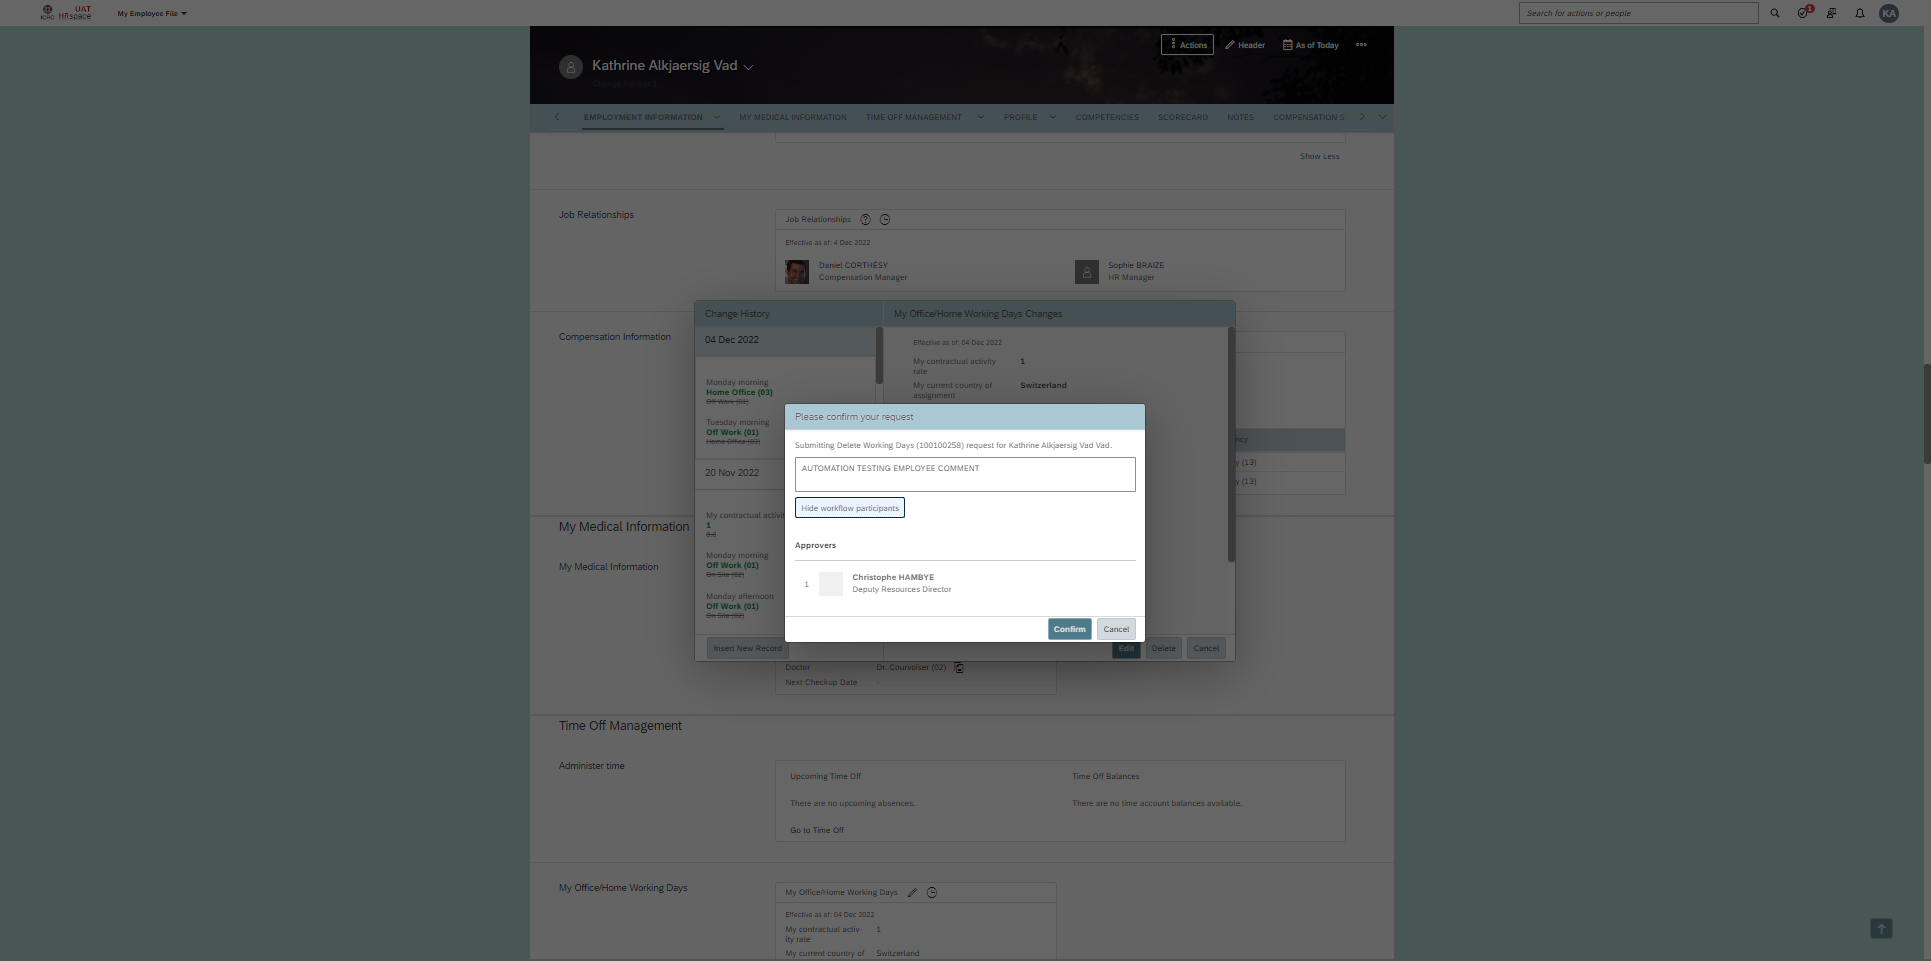 ICRC
UAT
HRspace
My Employee File
Search for actions or people
1
KA
Actions
Header
As of Today
Kathrine Alkjaersig Vad
EMPLOYMENT INFORMATION
MY MEDICAL INFORMATION
TIME OFF MANAGEMENT
PROFILE
COMPETENCIES
SCORECARD
NOTES
COMPENSATION S
Show Less
Job Relationships
Job Relationships
Effective as of: 4 Dec 2022
Daniel CORTHÉSY
Compensation Manager
Sophie BRAIZE
HR Manager
Compensation Information
Change History
04 Dec 2022
Monday morning
Home Office (03)
Off Work (01)
Tuesday morning
Off Work (01)
Home Office (03)
20 Nov 2022
My contractual activit
1
0.8
Monday morning
Off Work (01)
On Site (02)
Monday afternoon
Off Work (01)
On Site (02)
Insert New Record
My Office/Home Working Days Changes
Effective as of: 04 Dec 2022
My contractual activity rate
1
My current country of assignment
Switzerland
Edit
Delete
Cancel
ncy
y (13)
y (13)
Please confirm your request
Submitting Delete Working Days (100100258) request for Kathrine Alkjaersig Vad Vad.
AUTOMATION TESTING EMPLOYEE COMMENT
Hide workflow participants
Approvers
1
Christophe HAMBYE
Deputy Resources Director
Confirm
Cancel
My Medical Information
My Medical Information
Doctor
Dr. Courvoiser (02)
Next Checkup Date
-
Time Off Management
Administer time
Upcoming Time Off
There are no upcoming absences.
Go to Time Off
Time Off Balances
There are no time account balances available.
My Office/Home Working Days
My Office/Home Working Days
Effective as of: 04 Dec 2022
My contractual activ-
ity rate
1
My current country of
Switzerland